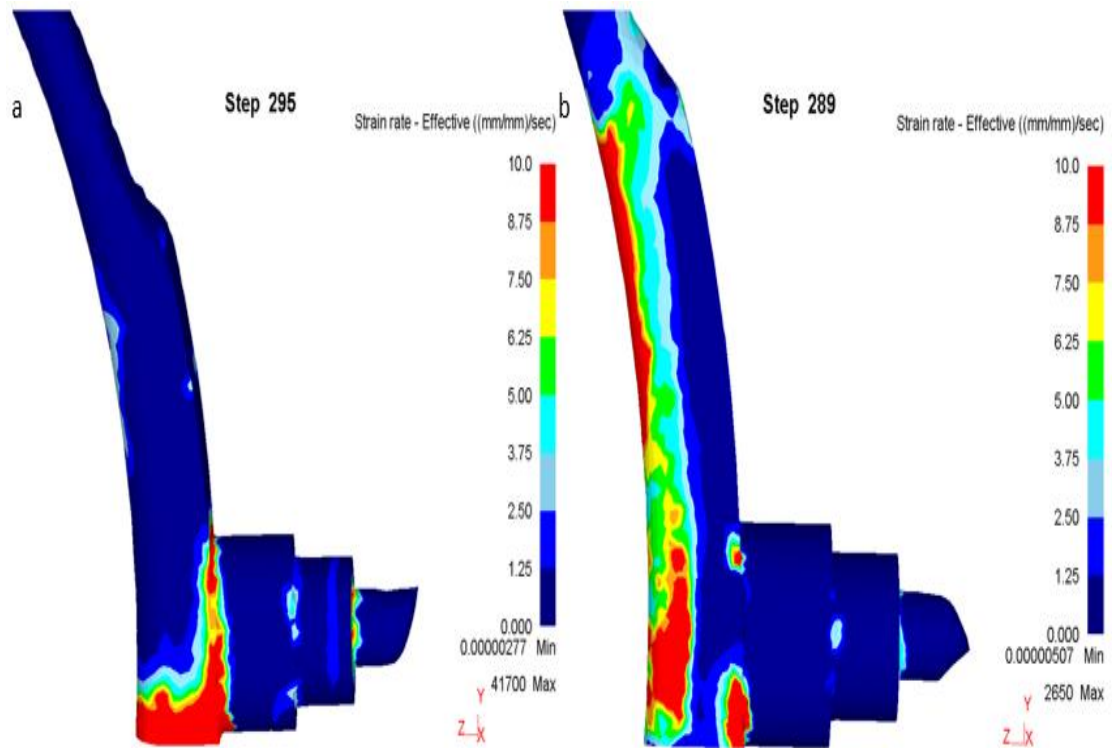 a
Step 295
Strain rate - Effective ((mm/mm)/sec)
10.0
8.75
7.50
6.25
5.00
3.75
2.50
1.25
0.000
0.00000277 Min
41700 Max
Y
Z X
b
Step 289
Strain rate - Effective ((mm/mm)/sec)
10.0
8.75
7.50
6.25
5.00
3.75
2.50
1.25
0.000
0.00000507 Min
2650 Max
Y
Z X